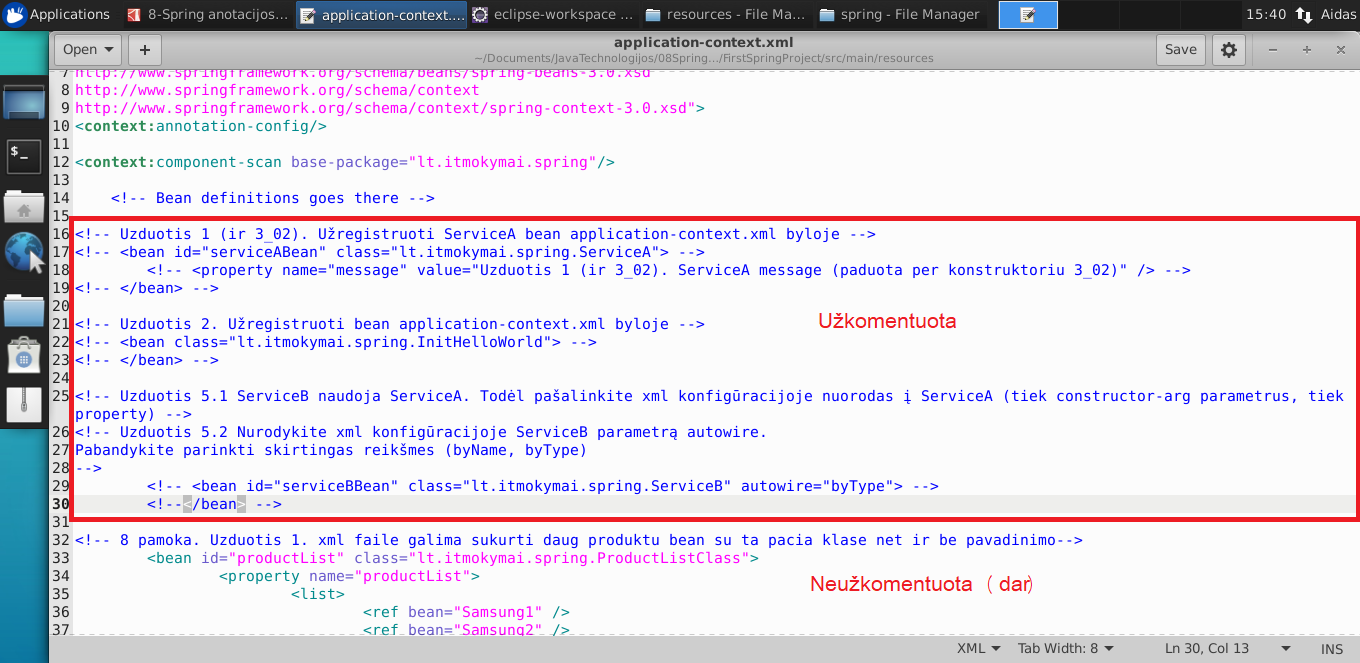 Applications
8-Spring anotacijos...
application-context....
eclipse-workspace ...
resources - File Ma...
spring - File Manager
15:40
Aidas
Open
+
application-context.xml
~/Documents/JavaTechnologijos/08Spring.../FirstSpringProject/src/main/resources
Save
7 http://www.springframework.org/schema/beans/spring-beans-3.0.xsd
8 http://www.springframework.org/schema/context
9 http://www.springframework.org/schema/context/spring-context-3.0.xsd">
10 <context:annotation-config/>
11
12 <context:component-scan base-package="lt.itmokymai.spring"/>
13
14 <!-- Bean definitions goes there -->
15
16 <!-- Uzduotis 1 (ir 3_02). Užregistruoti ServiceA bean application-context.xml byloje -->
17 <!-- <bean id="serviceABean" class="lt.itmokymai.spring.ServiceA"> -->
18 <!-- <property name="message" value="Uzduotis 1 (ir 3_02). ServiceA message (paduota per konstruktoriu 3_02)" /> -->
19 <!-- </bean> -->
20
21 <!-- Uzduotis 2. Užregistruoti bean application-context.xml byloje -->
Užkomentuota
22 <!-- <bean class="lt.itmokymai.spring.InitHelloWorld"> -->
23 <!-- </bean> -->
24
25 <!-- Uzduotis 5.1 ServiceB naudoja ServiceA. Todėl pašalinkite xml konfigūracijoje nuorodas į ServiceA (tiek constructor-arg parametrus, tiek
property) -->
26 <!-- Uzduotis 5.2 Nurodykite xml konfigūracijoje ServiceB parametrą autowire.
27 Pabandykite parinkti skirtingas reikšmes (byName, byType)
28 -->
29 <!-- <bean id="serviceBBean" class="lt.itmokymai.spring.ServiceB" autowire="byType"> -->
30 <!--</bean> -->
31
32 <!-- 8 pamoka. Uzduotis 1. xml faile galima sukurti daug produktu bean su ta pacia klase net ir be pavadinimo-->
33 <bean id="productList" class="lt.itmokymai.spring.ProductListClass">
34 <property name="productList">
Neužkomentuota ( dar)
35 <list>
36 <ref bean="Samsung1" />
37 <ref bean="Samsung2" />
XML
Tab Width: 8
Ln 30, Col 13
INS